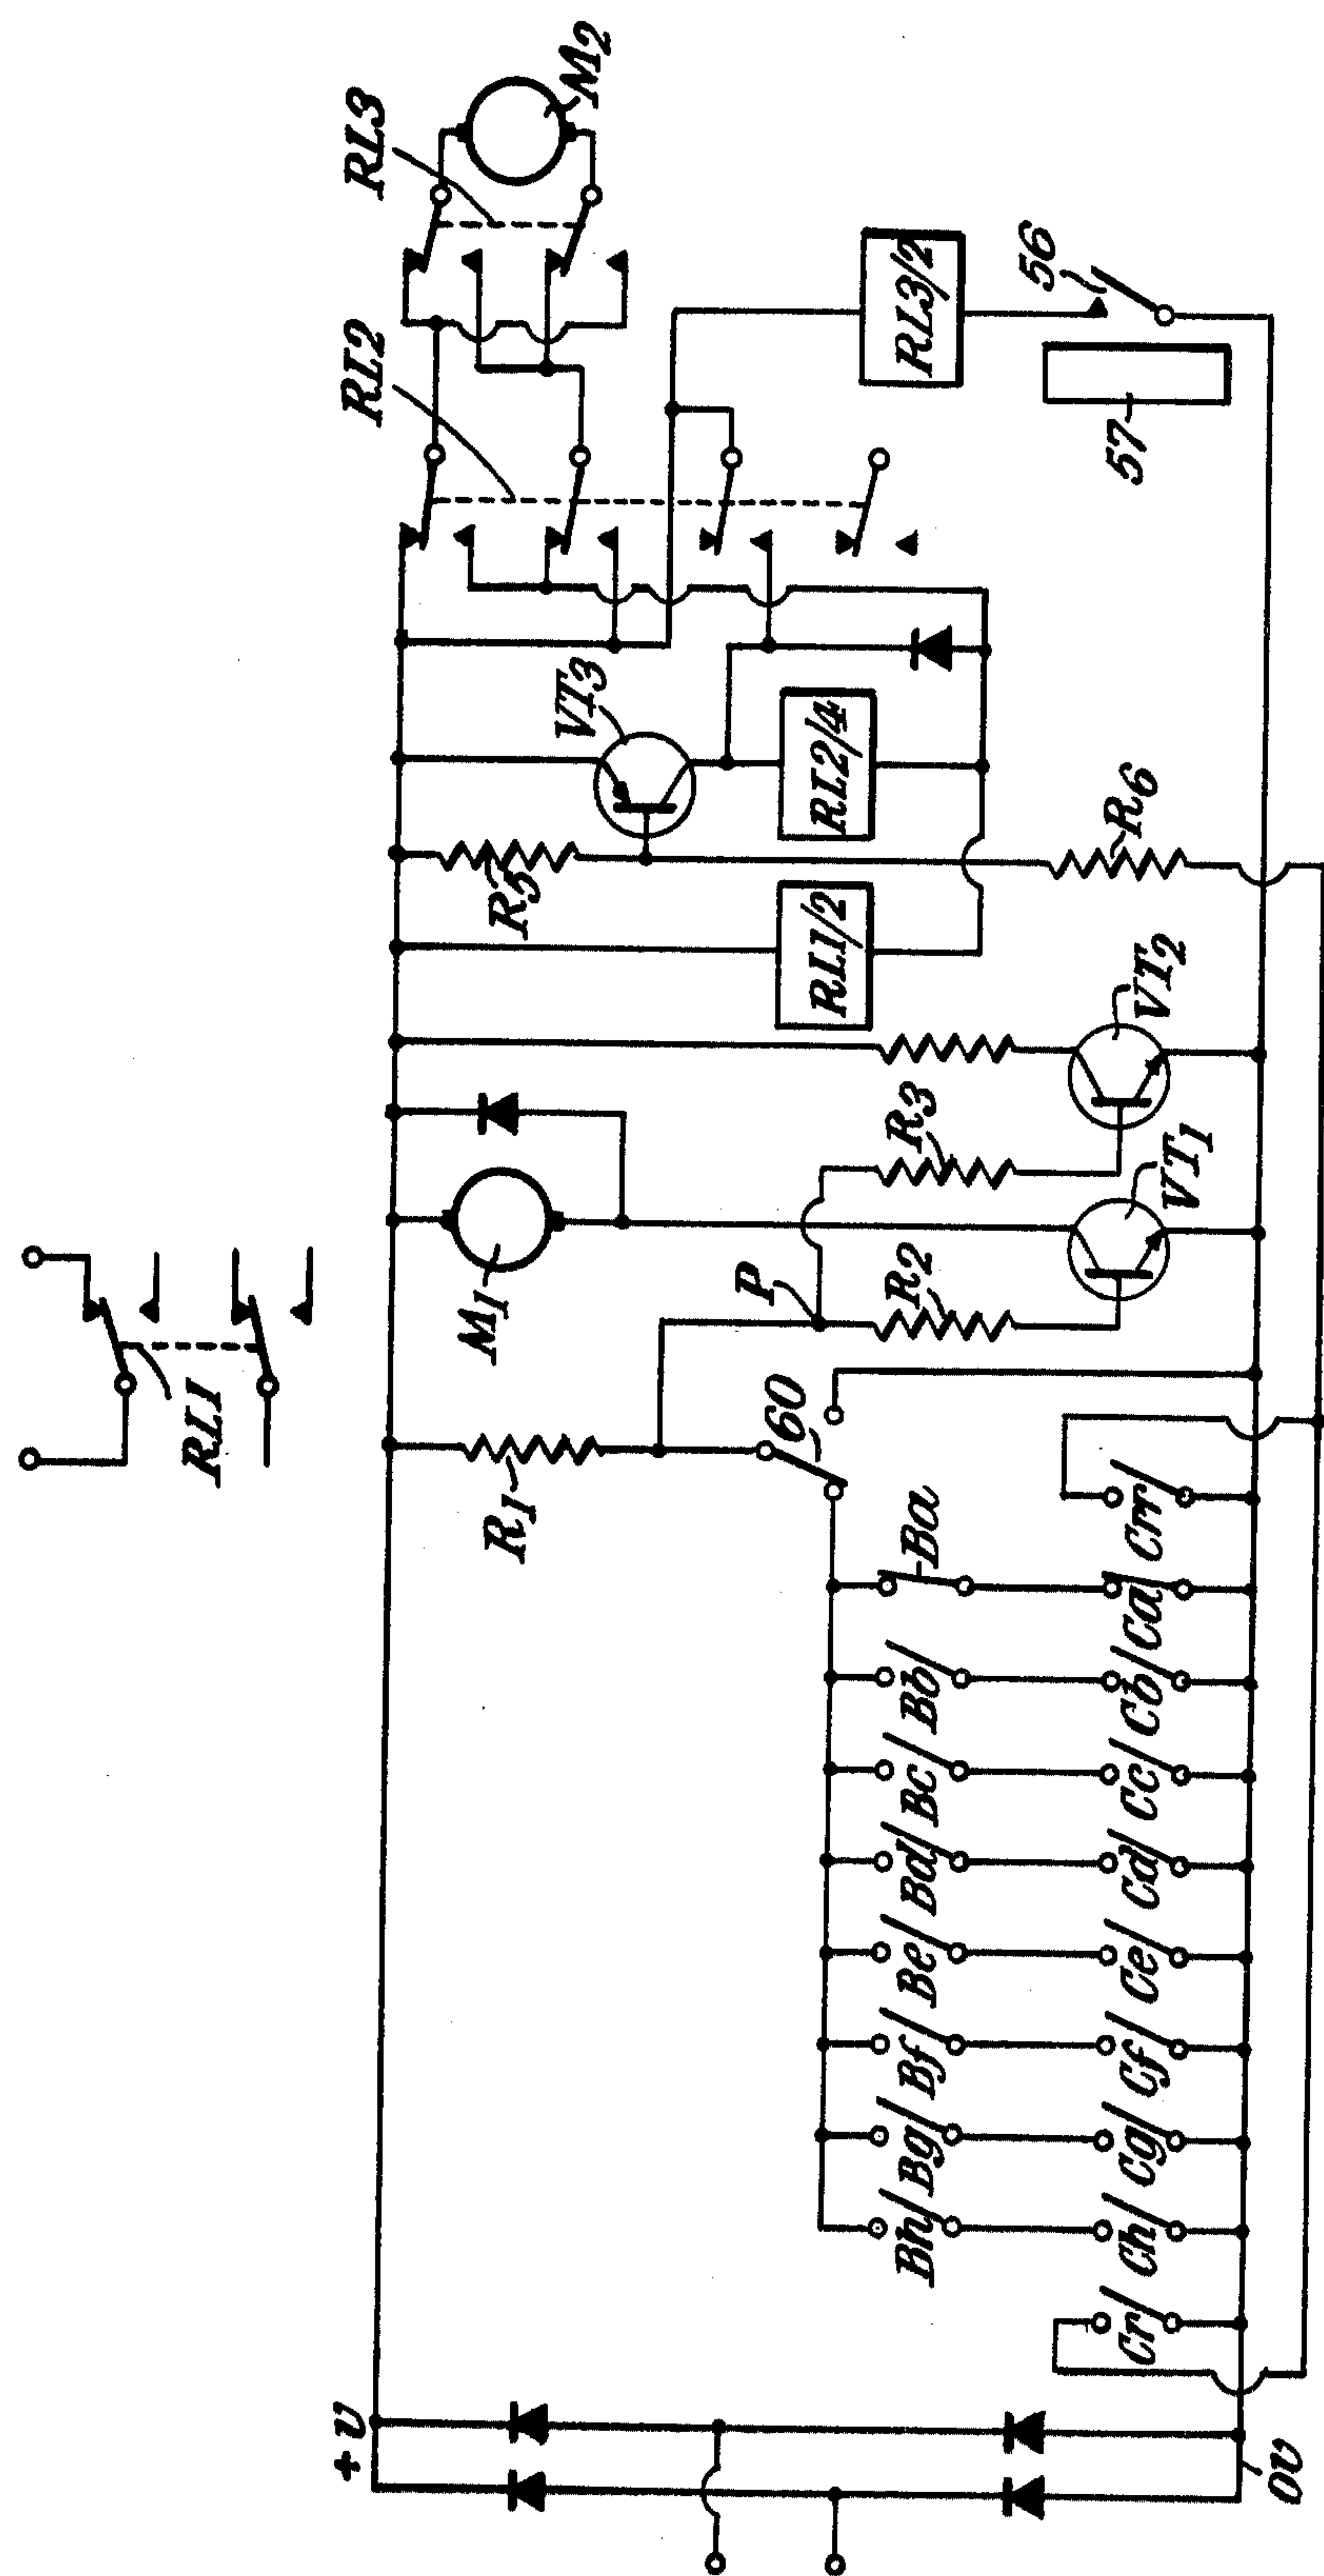 RL1
+v
0v
R1
M1
P
60
R2
R3
VT1
VT2
RL1/2
R5
VT3
RL2/4
R6
RL2
RL3
M2
RL3/2
56
57
Bh
Bg
Bf
Be
Bd
Bc
Bb
Ba
Cr
Ch
Cg
Cf
Ce
Cd
Cc
Cb
Ca
Crr